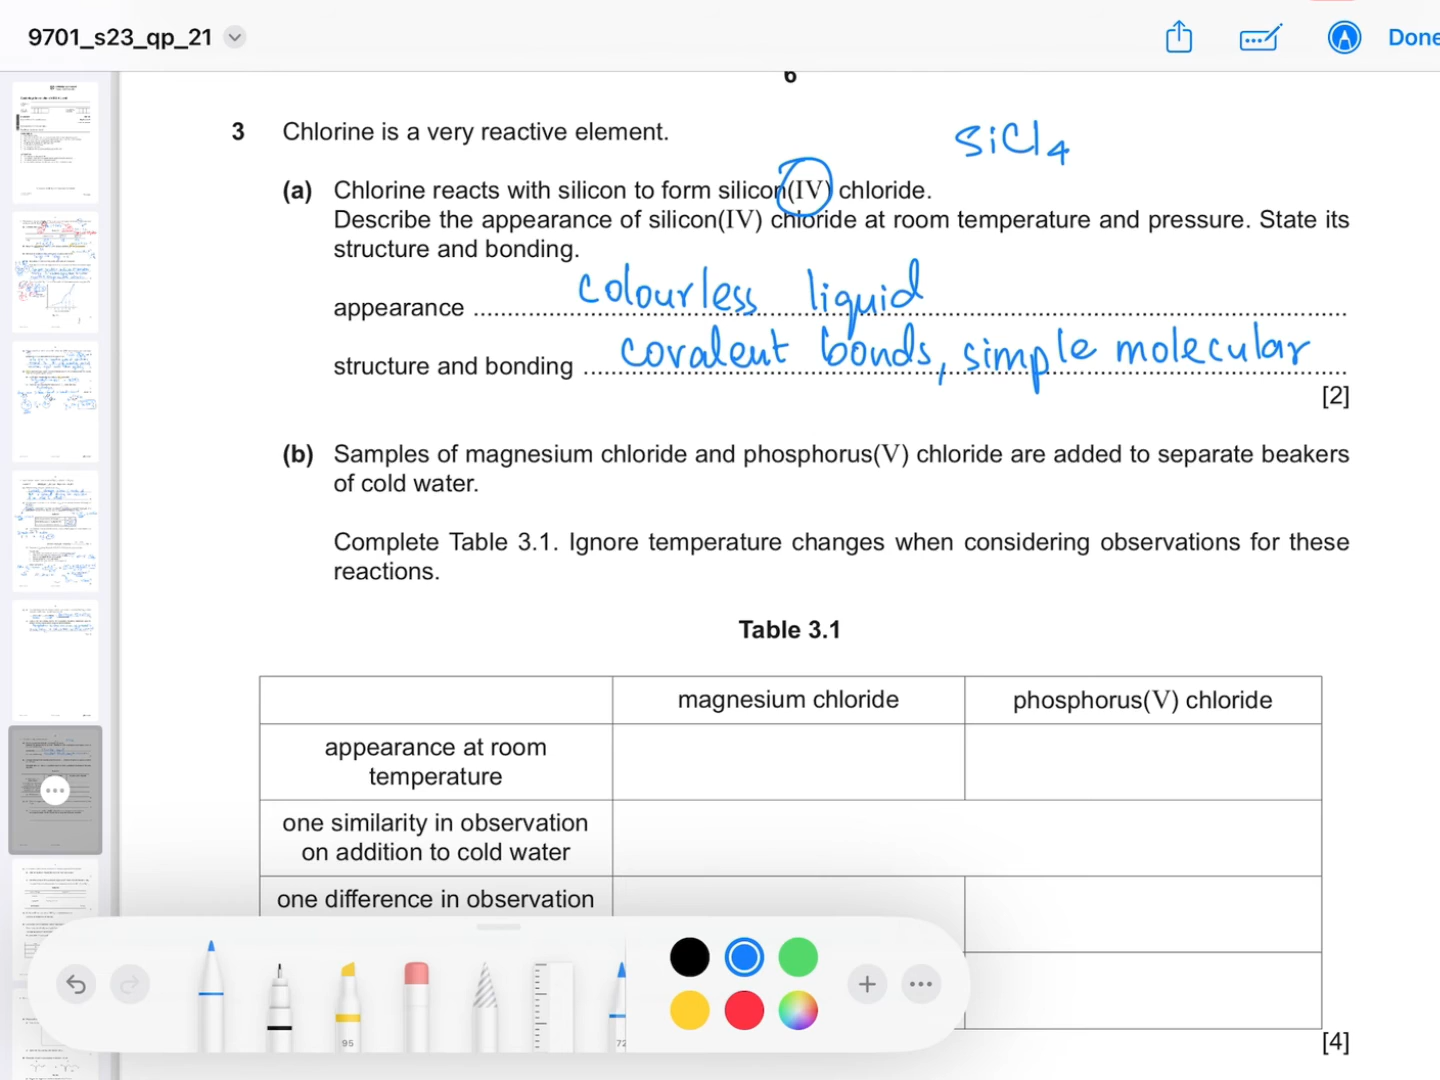 9701_s23_qp_21
Done
6
3 Chlorine is a very reactive element.
SiCl4
(a) Chlorine reacts with silicon to form silicon(IV) chloride.
Describe the appearance of silicon(IV) chloride at room temperature and pressure. State its
structure and bonding.
appearance colourless liquid
structure and bonding covalent bonds, simple molecular
[2]
(b) Samples of magnesium chloride and phosphorus(V) chloride are added to separate beakers
of cold water.
Complete Table 3.1. Ignore temperature changes when considering observations for these
reactions.
Table 3.1
magnesium chloride phosphorus(V) chloride
appearance at room
temperature
one similarity in observation
on addition to cold water
one difference in observation
95
72
[4]